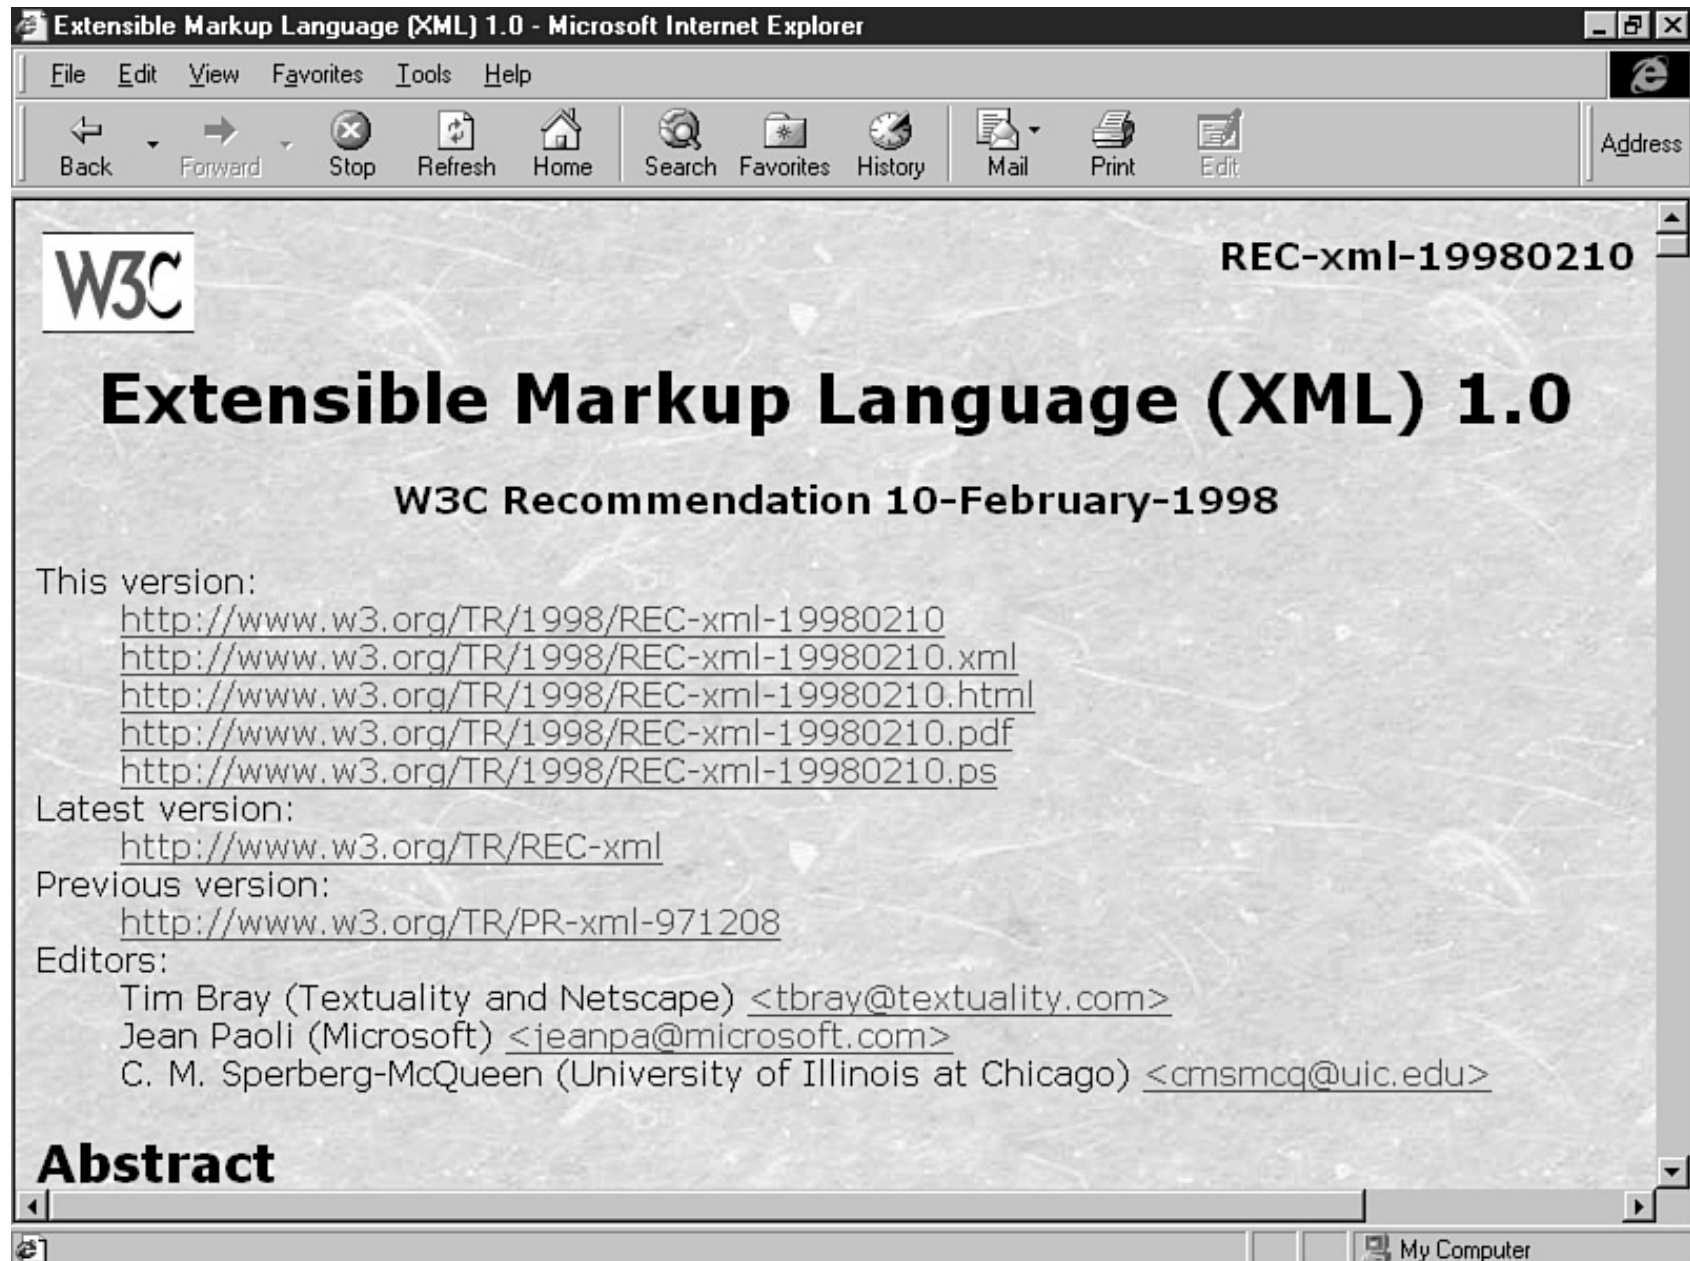 Extensible Markup Language (XML) 1.0 - Microsoft Internet Explorer
File Edit View Favorites Tools Help
Back Forward Stop Refresh Home Search Favorites History Mail Print Edit Address
W3C
REC-xml-19980210
Extensible Markup Language (XML) 1.0
W3C Recommendation 10-February-1998
This version:
http://www.w3.org/TR/1998/REC-xml-19980210
http://www.w3.org/TR/1998/REC-xml-19980210.xml
http://www.w3.org/TR/1998/REC-xml-19980210.html
http://www.w3.org/TR/1998/REC-xml-19980210.pdf
http://www.w3.org/TR/1998/REC-xml-19980210.ps
Latest version:
http://www.w3.org/TR/REC-xml
Previous version:
http://www.w3.org/TR/PR-xml-971208
Editors:
Tim Bray (Textuality and Netscape) <tbray@textuality.com>
Jean Paoli (Microsoft) <jeanpa@microsoft.com>
C. M. Sperberg-McQueen (University of Illinois at Chicago) <cmsmcq@uic.edu>
Abstract
My Computer